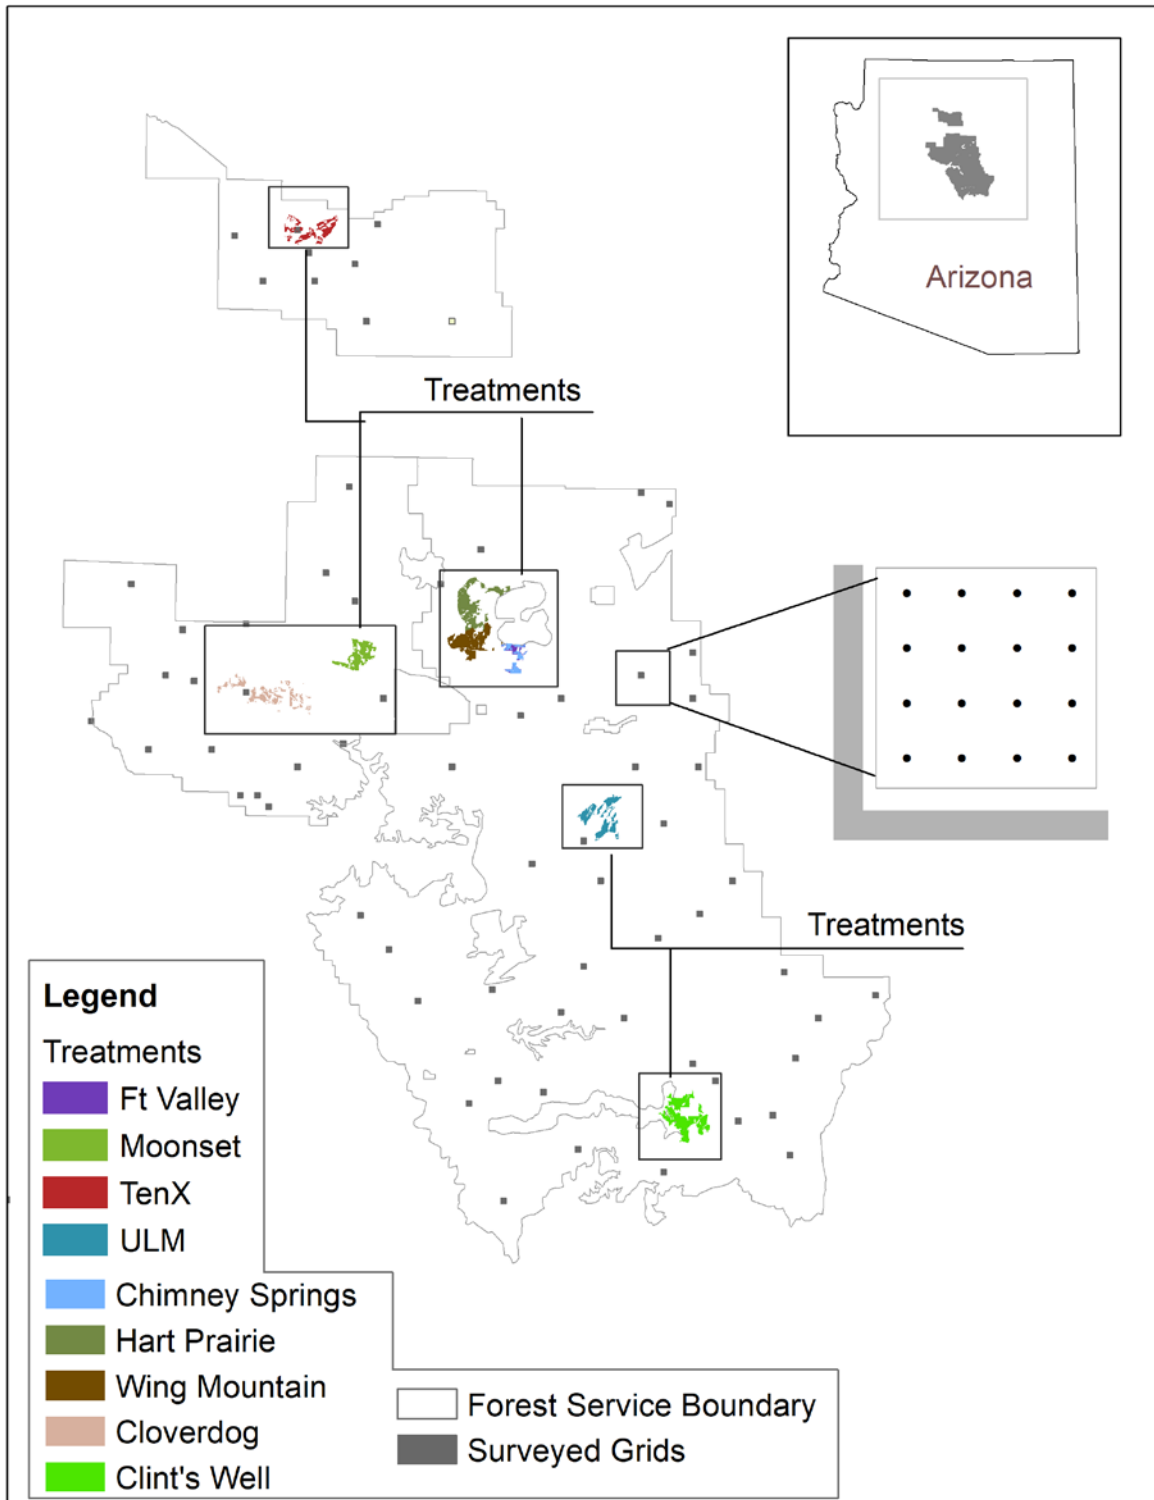 Arizona
Treatments
Treatments
Legend
Treatments
Ft Valley
Moonset
TenX
ULM
Chimney Springs
Hart Prairie
Wing Mountain
Cloverdog
Clint's Well
Forest Service Boundary
Surveyed Grids